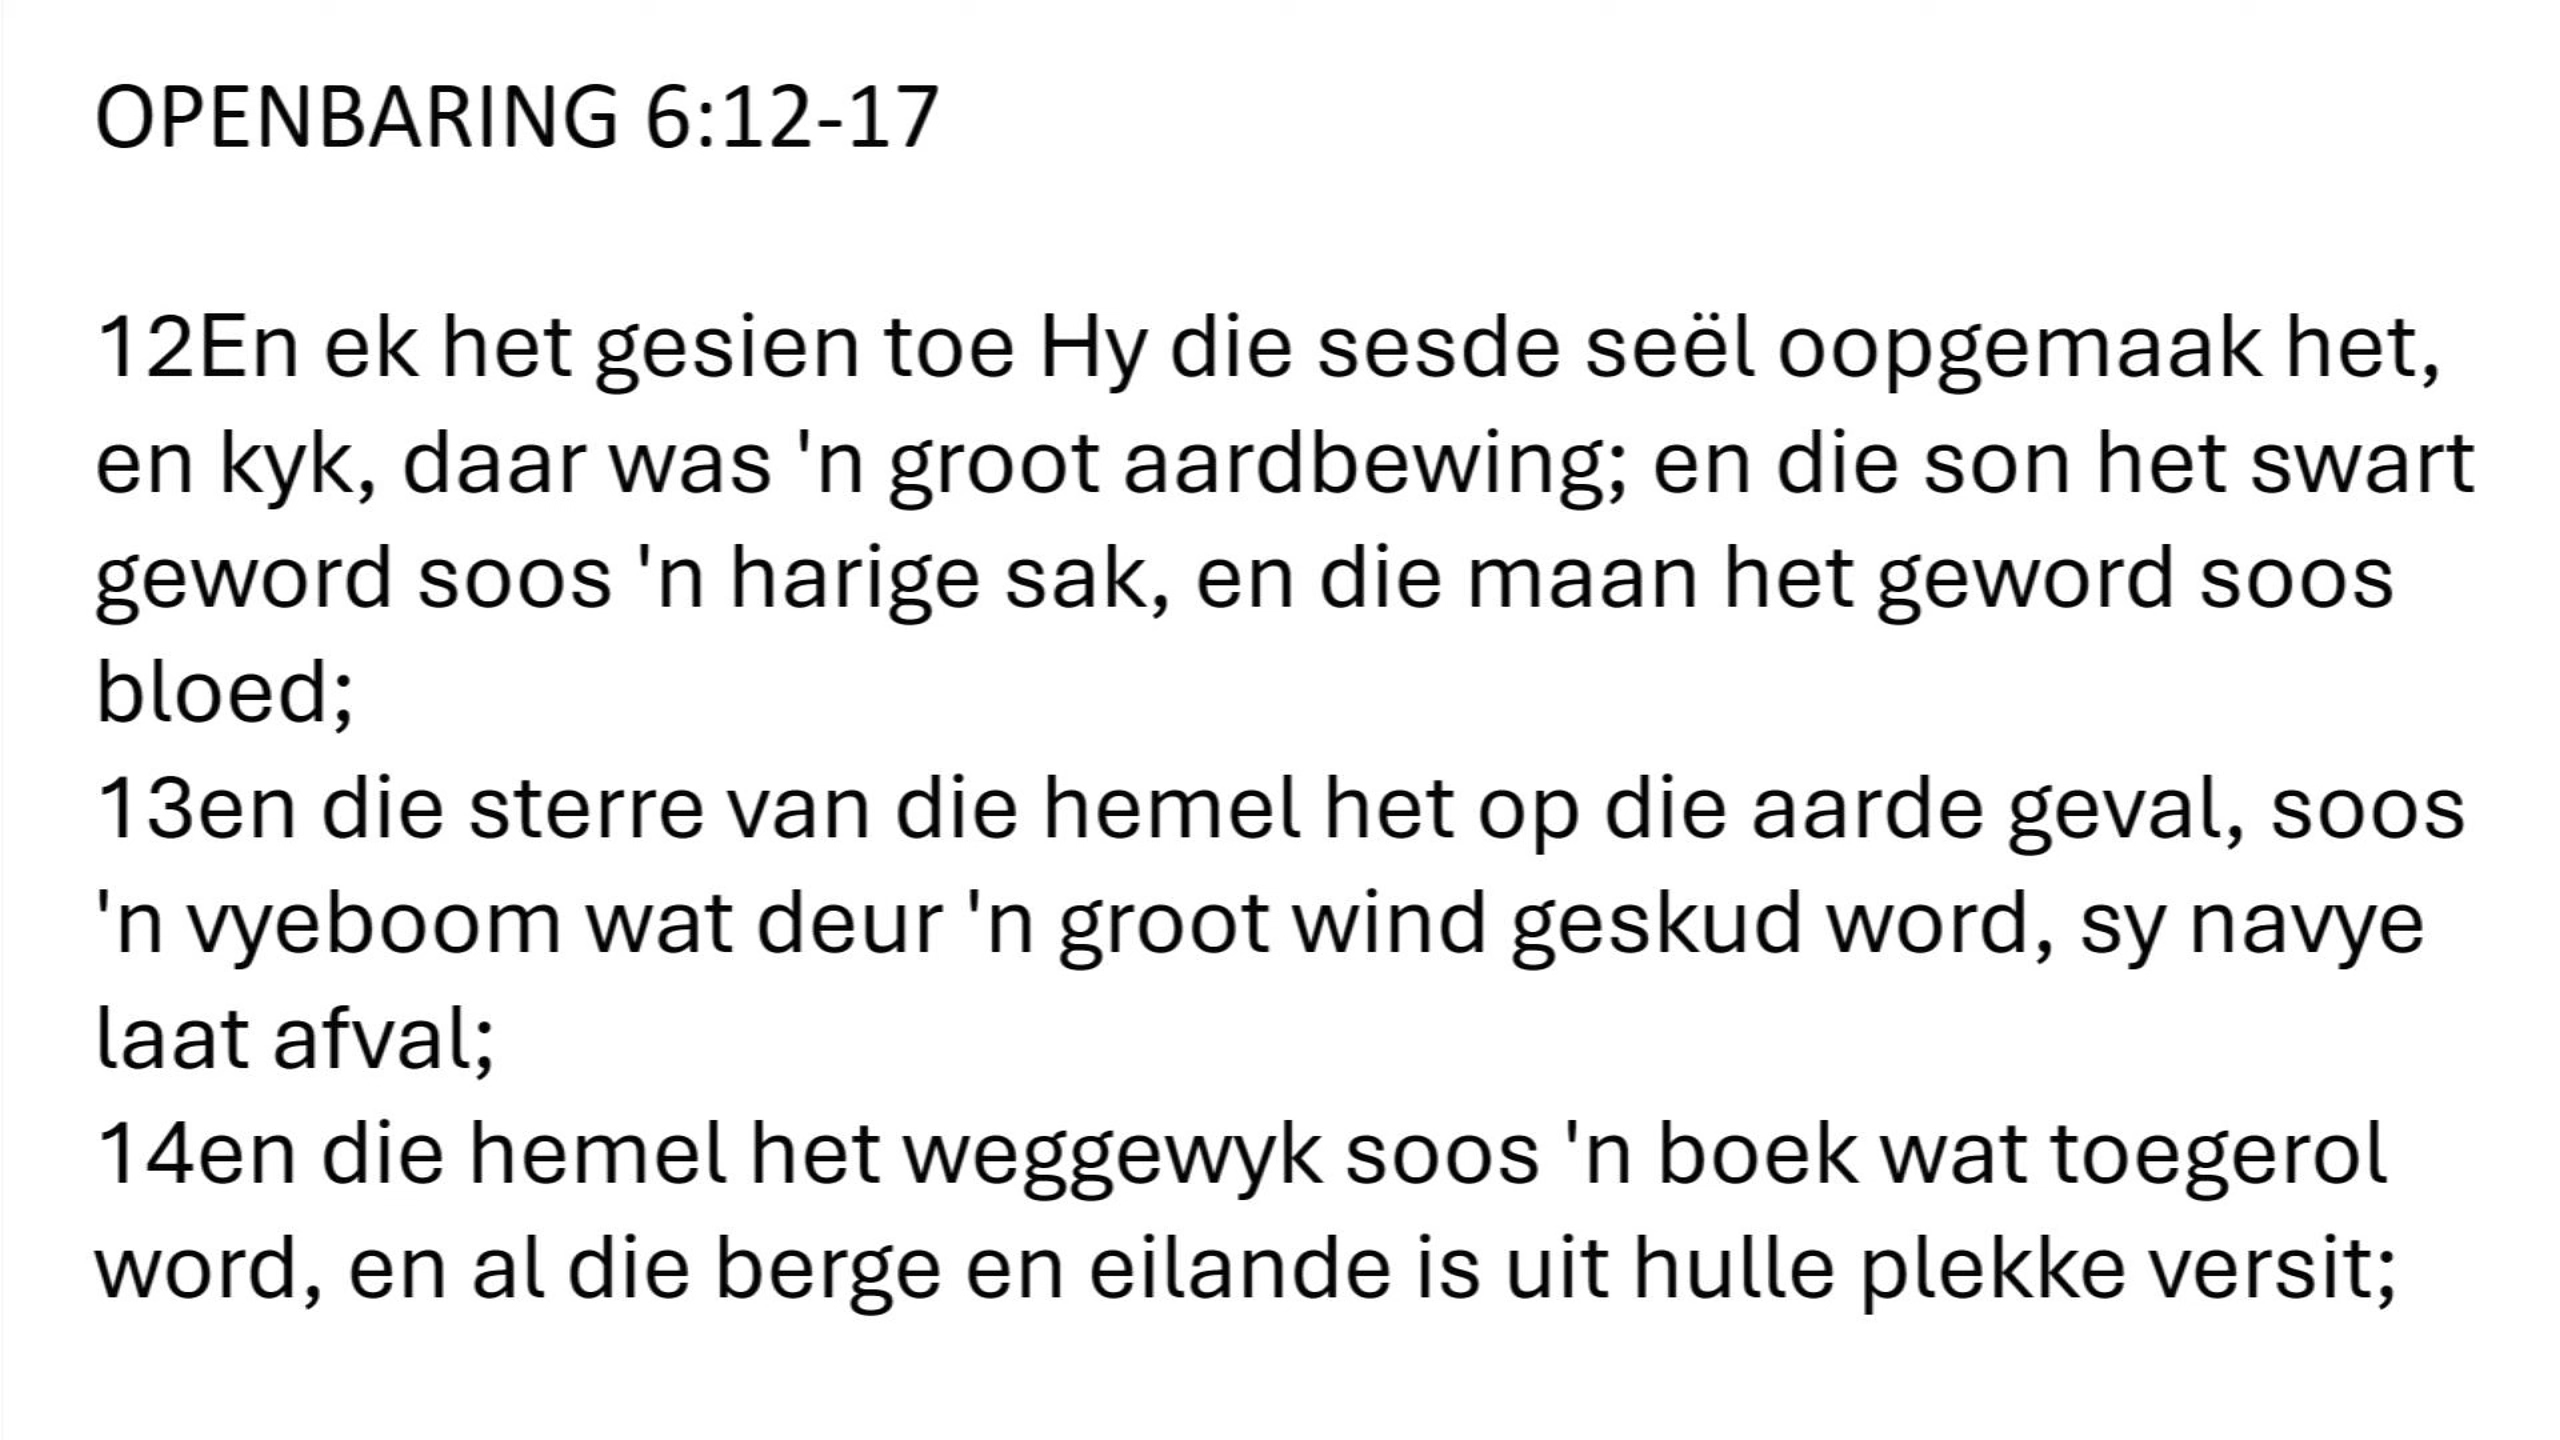 OPENBARING 6:12-17
12En ek het gesien toe Hy die sesde seël oopgemaak het,
en kyk, daar was 'n groot aardbewing; en die son het swart
geword soos 'n harige sak, en die maan het geword soos
bloed;
13en die sterre van die hemel het op die aarde geval, soos
'n vyeboom wat deur 'n groot wind geskud word, sy navye
laat afval;
14en die hemel het weggewyk soos 'n boek wat toegerol
word, en al die berge en eilande is uit hulle plekke versit;